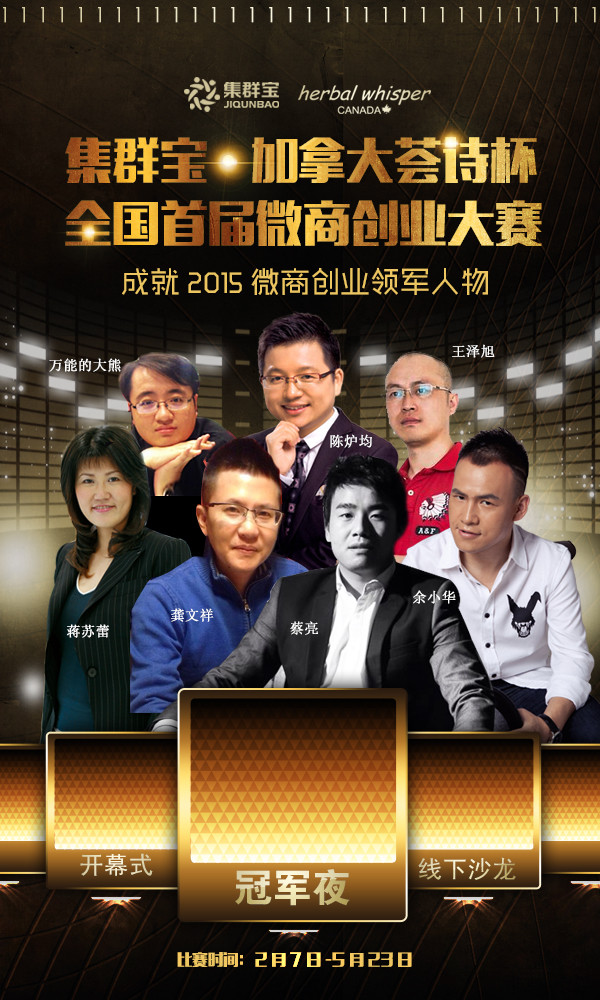 集群宝
JIQUNBAO
herbal whisper
CANADA
集群宝·加拿大荟诗杯
全国首届微商创业大赛
成就 2015 微商创业领军人物
万能的大熊
王泽旭
陈炉均
A&F
余小华
龚文祥
蔡亮
蒋苏蕾
开幕式
冠军夜
线下沙龙
比赛时间：2月7日-5月23日